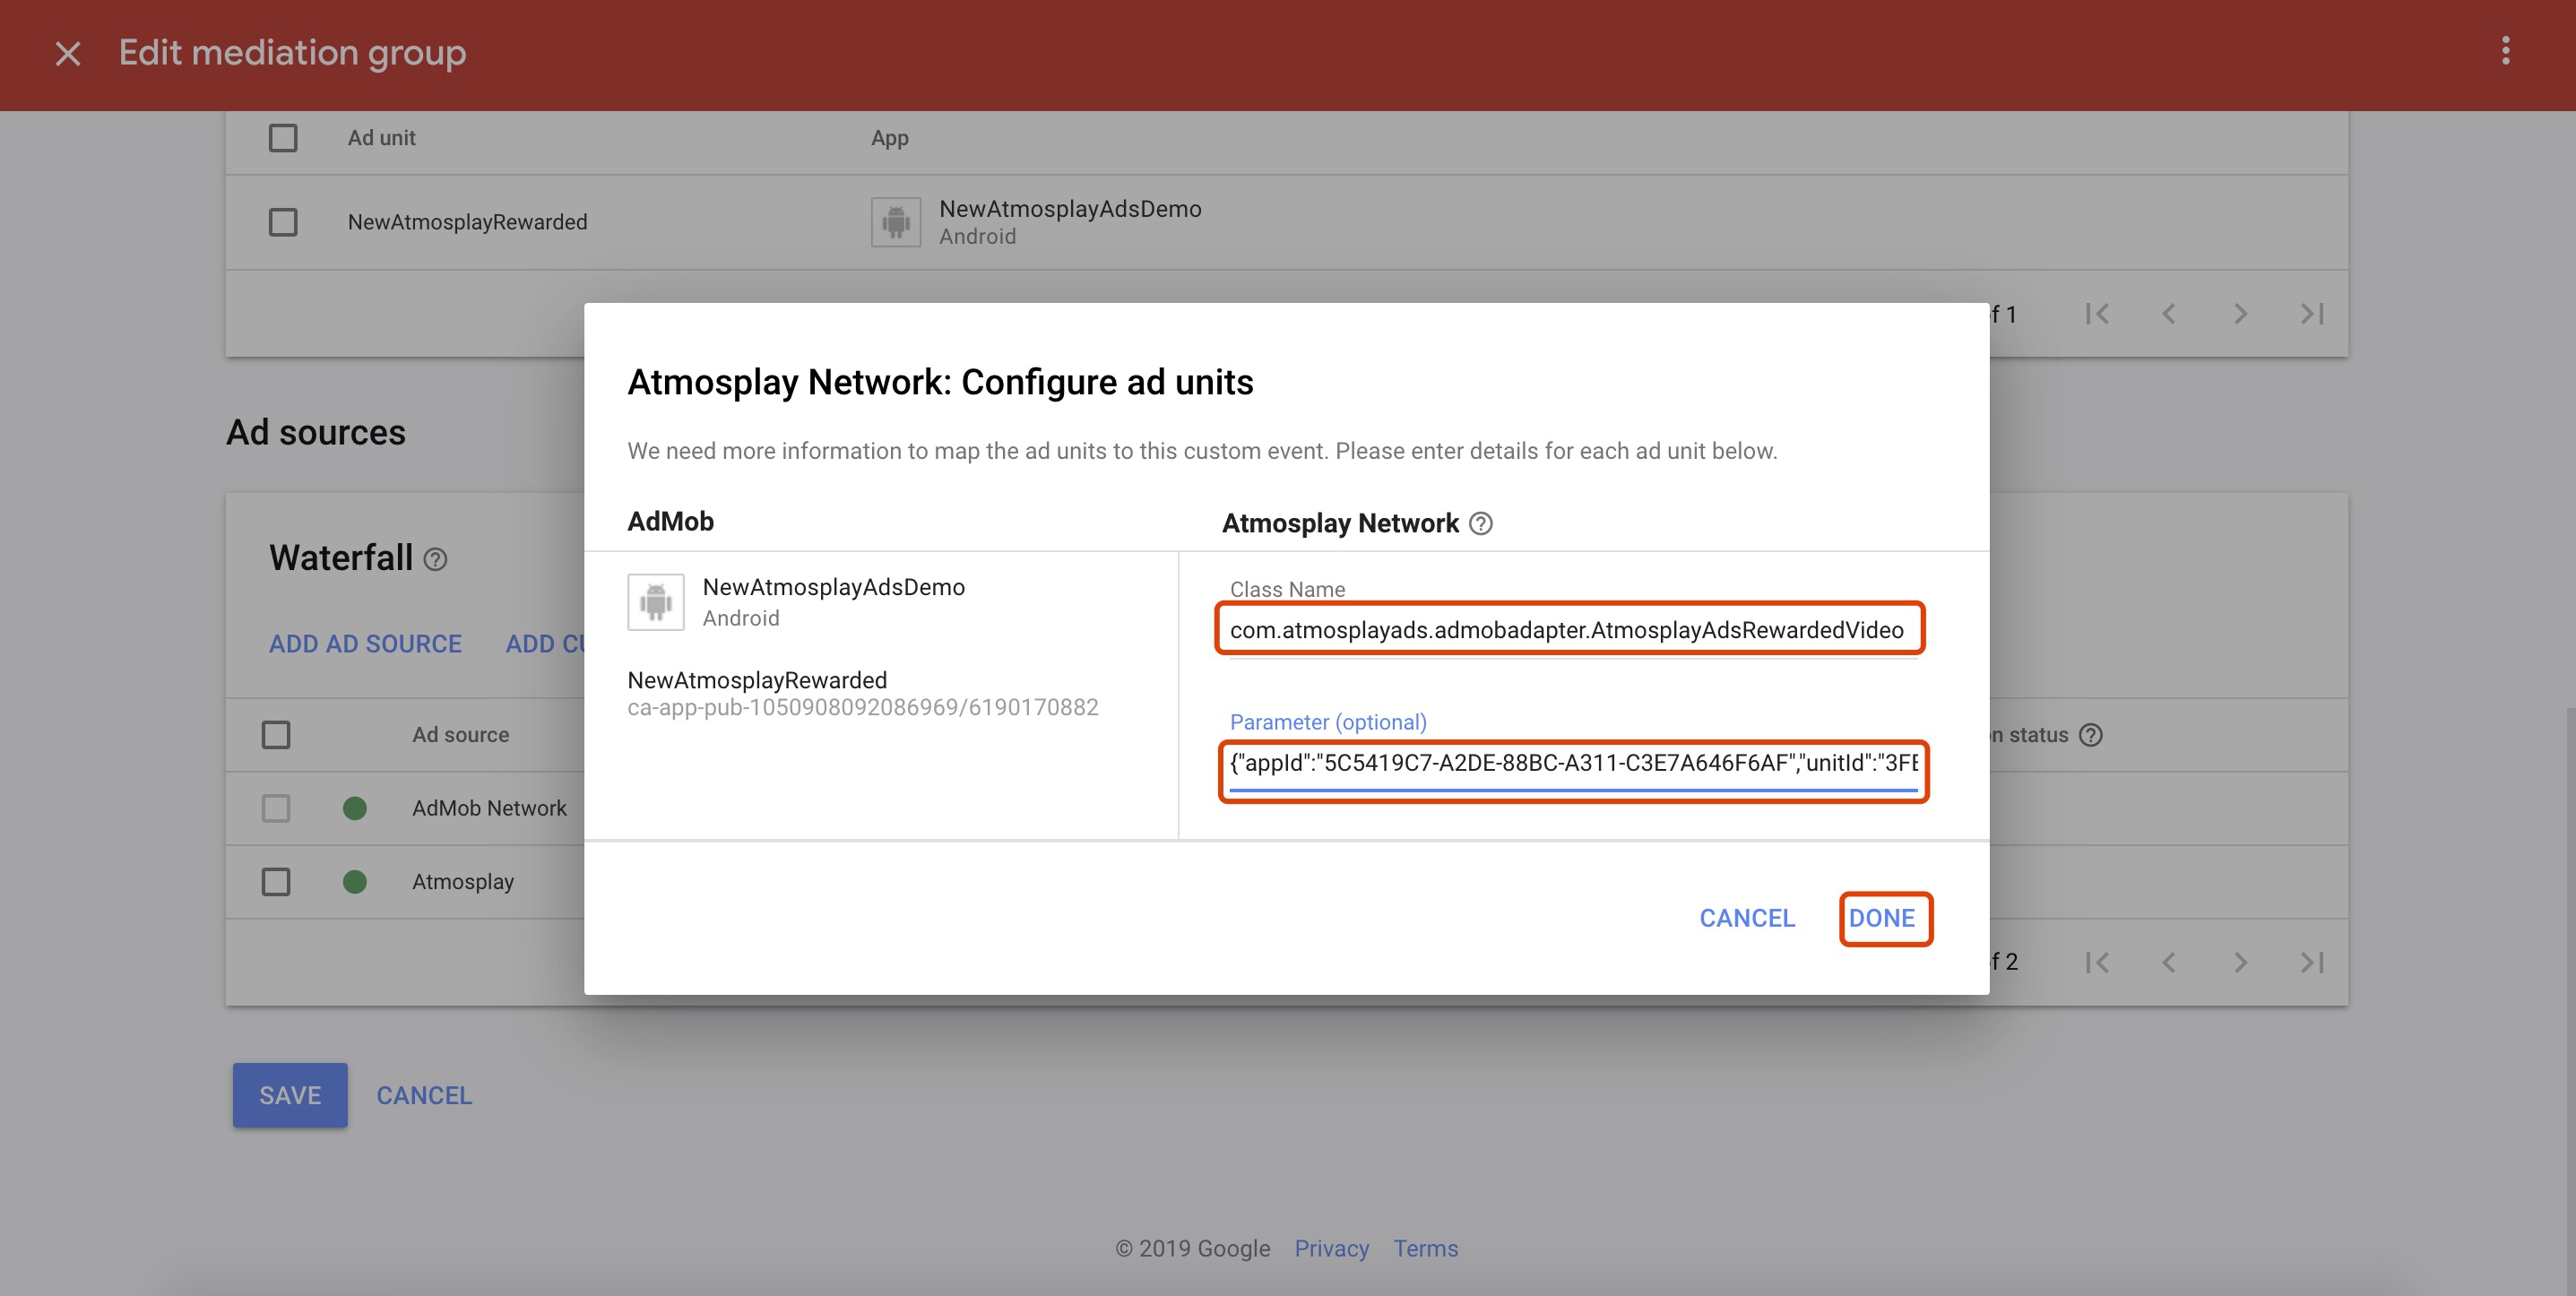 Edit mediation group
Ad unit App
NewAtmosplayRewarded
NewAtmosplayAdsDemo
Android
of 1
Ad sources
Waterfall
ADD AD SOURCE ADD
Ad source
status
AdMob Network
Atmosplay
of 2
Atmosplay Network: Configure ad units
We need more information to map the ad units to this custom event. Please enter details for each ad unit below.
AdMob
Atmosplay Network
NewAtmosplayAdsDemo
Android
NewAtmosplayRewarded
ca-app-pub-1050908092086969/6190170882
Class Name
com.atmosplayads.admobadapter.AtmosplayAdsRewardedVideo
Parameter (optional)
{"appId":"5C5419C7-A2DE-88BC-A311-C3E7A646F6AF","unitId":"3FE
CANCEL DONE
SAVE CANCEL
© 2019 Google Privacy Terms